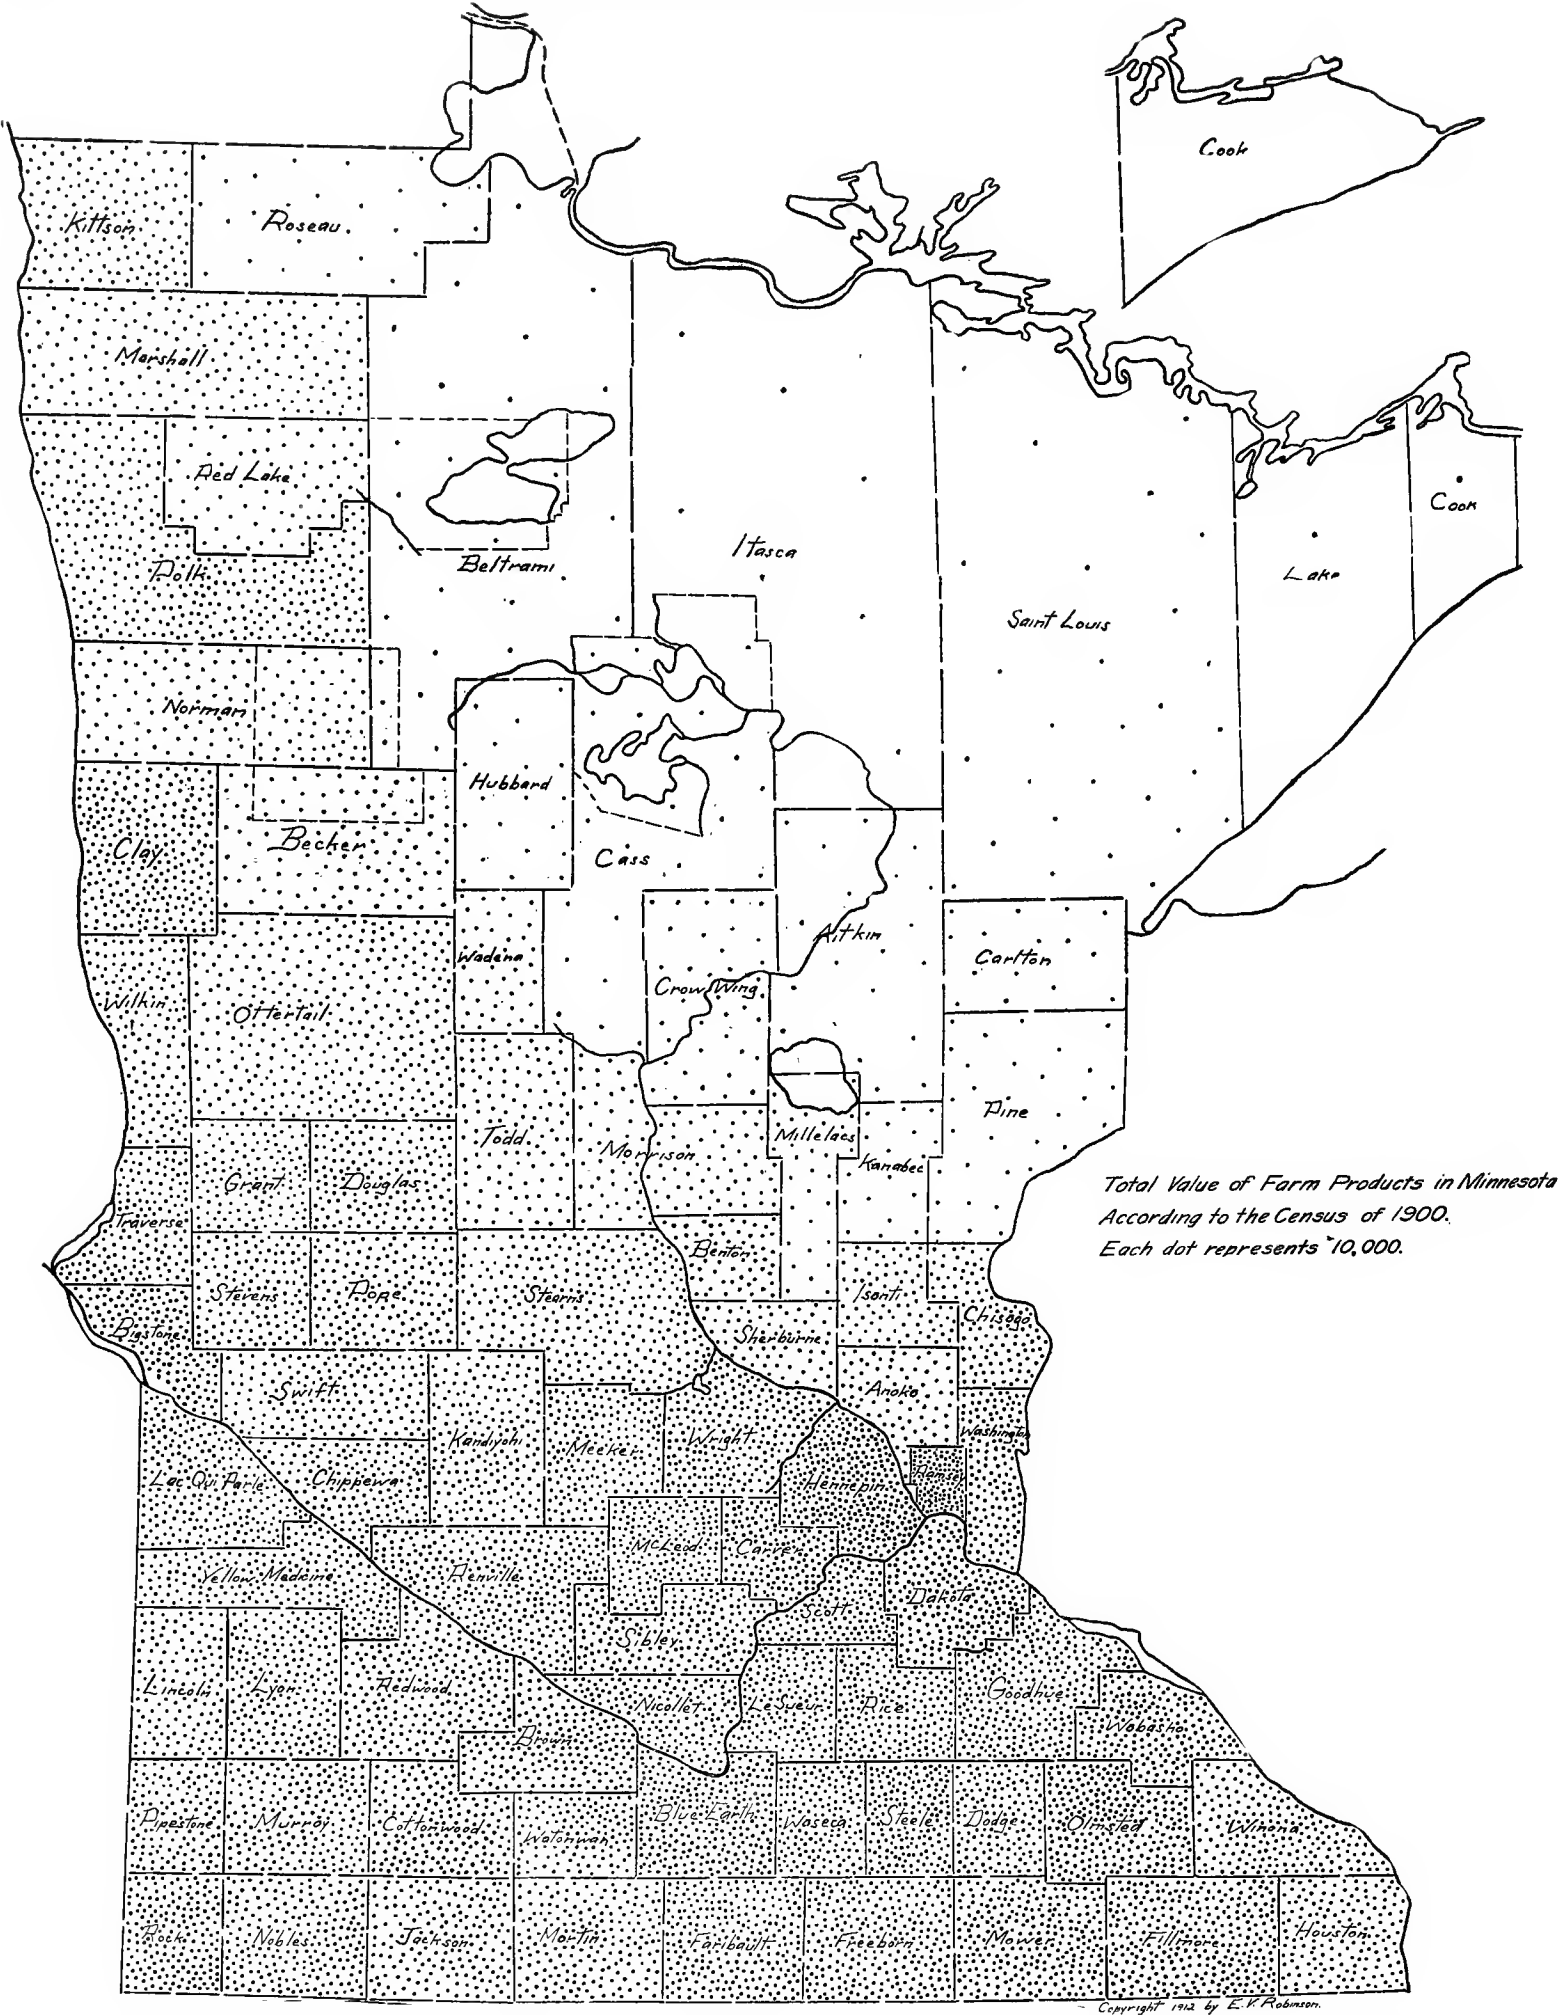 Cook
Kittson
Roseau
Marshall
Red Lake
Cook
Itasca
Beltrami
Polk
Lake
Saint Louis
Norman
Hubbard
Becker
Clay
Cass
Aitkin
Wadena
Carlton
Crow Wing
Wilkin
Ottertail
Pine
Todd
Millelacs
Morrison
Kanabec
Grant
Douglas
Total Value of Farm Products in Minnesota
According to the Census of 1900.
Each dot represents $10,000.
Traverse
Benton
Stevens
Pope
Stearns
Isanti
Chisago
Bigstone
Sherburne
Swift
Anoka
Washington
Kandiyohi
Meeker
Wright
Ramsey
Lac Qui Parle
Chippewa
Hennepin
McLeod
Carver
Yellow Medicine
Renville
Dakota
Scott
Sibley
Lincoln
Lyon
Redwood
Nicollet
Le Sueur
Rice
Goodhue
Wabasha
Brown
Pipestone
Murray
Cottonwood
Watonwan
Blue Earth
Waseca
Steele
Dodge
Olmsted
Winona
Rock
Nobles
Jackson
Martin
Faribault
Freeborn
Mower
Fillmore
Houston
Copyright 1912 by E. V. Robinson.